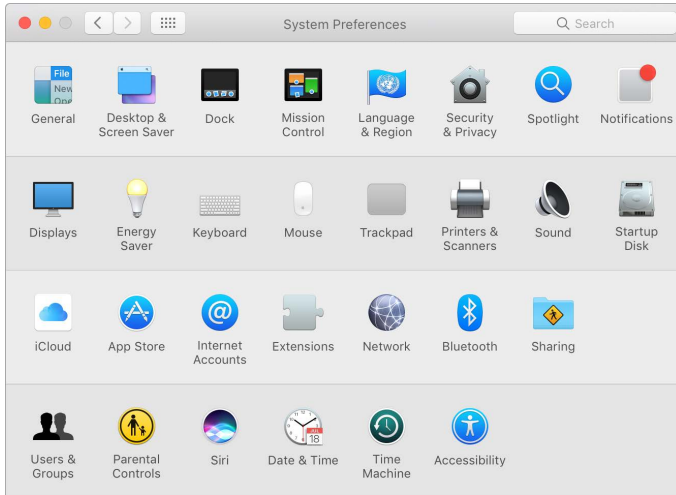 System Preferences
Search
File
New
Ope
General
Desktop &
Screen Saver
Dock
Mission
Control
Language
& Region
Security
& Privacy
Spotlight
Notifications
Displays
Energy
Saver
Keyboard
Mouse
Trackpad
Printers &
Scanners
Sound
Startup
Disk
iCloud
App Store
@
Internet
Accounts
Extensions
Network
Bluetooth
Sharing
Users &
Groups
Parental
Controls
Siri
JUL
18
Date & Time
Time
Machine
Accessibility